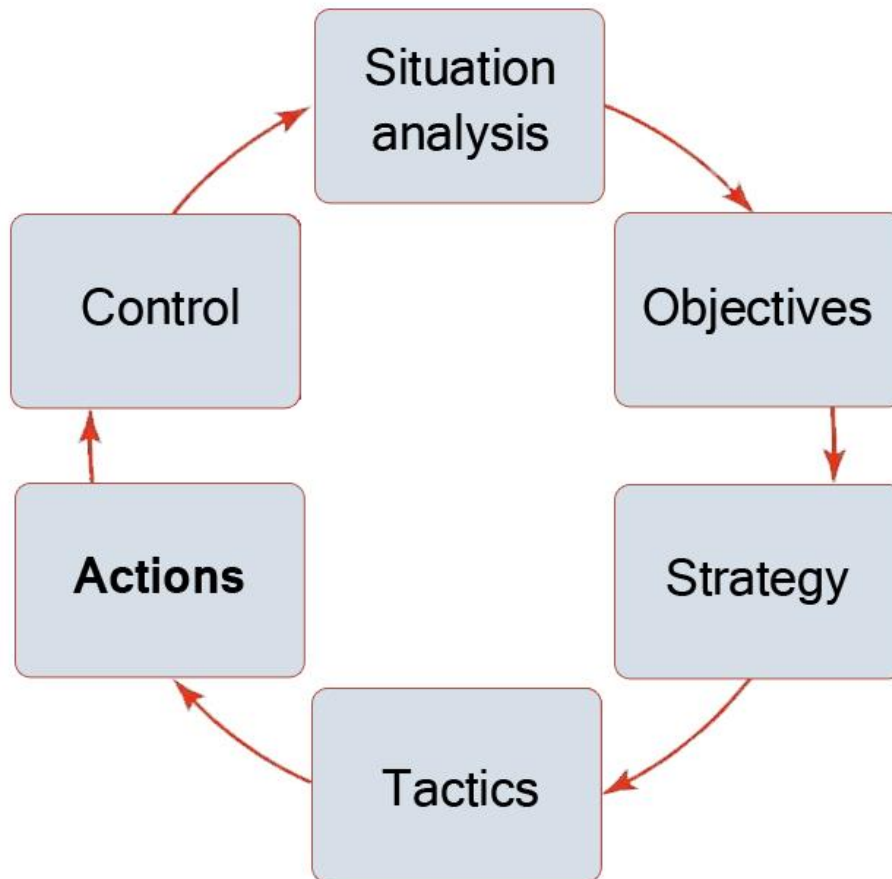 Situation
analysis
Objectives
Strategy
Tactics
Actions
Control